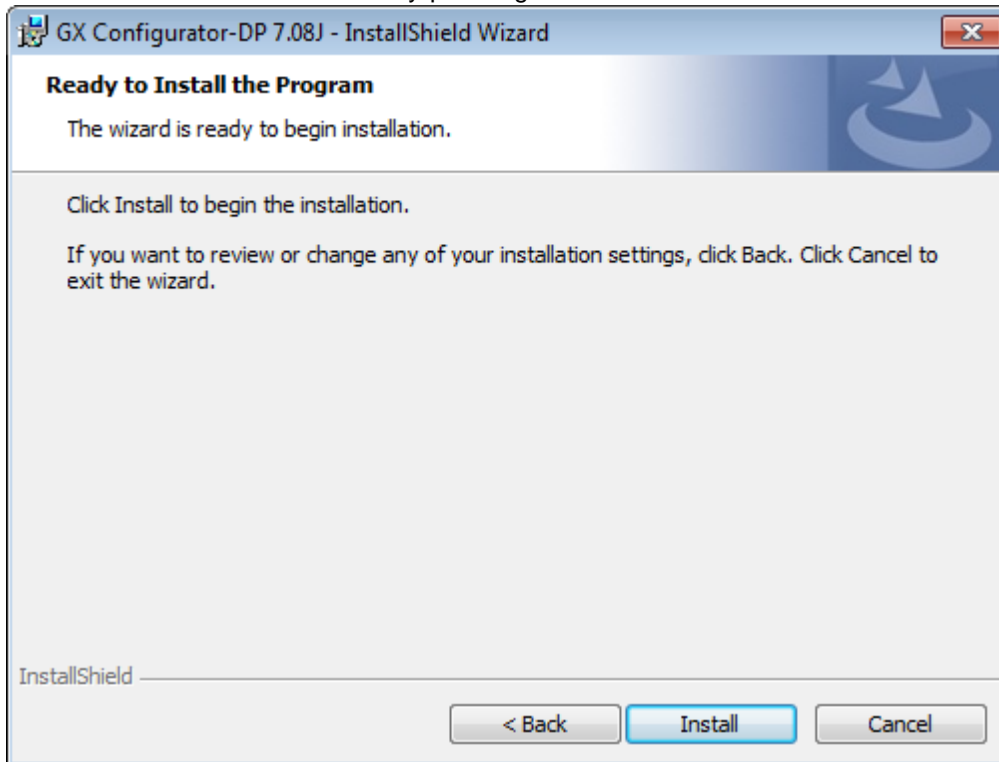 GX Configurator-DP 7.08J - InstallShield Wizard
Ready to Install the Program
The wizard is ready to begin installation.
Click Install to begin the installation.
If you want to review or change any of your installation settings, click Back. Click Cancel to
exit the wizard.
InstallShield
< Back Install Cancel